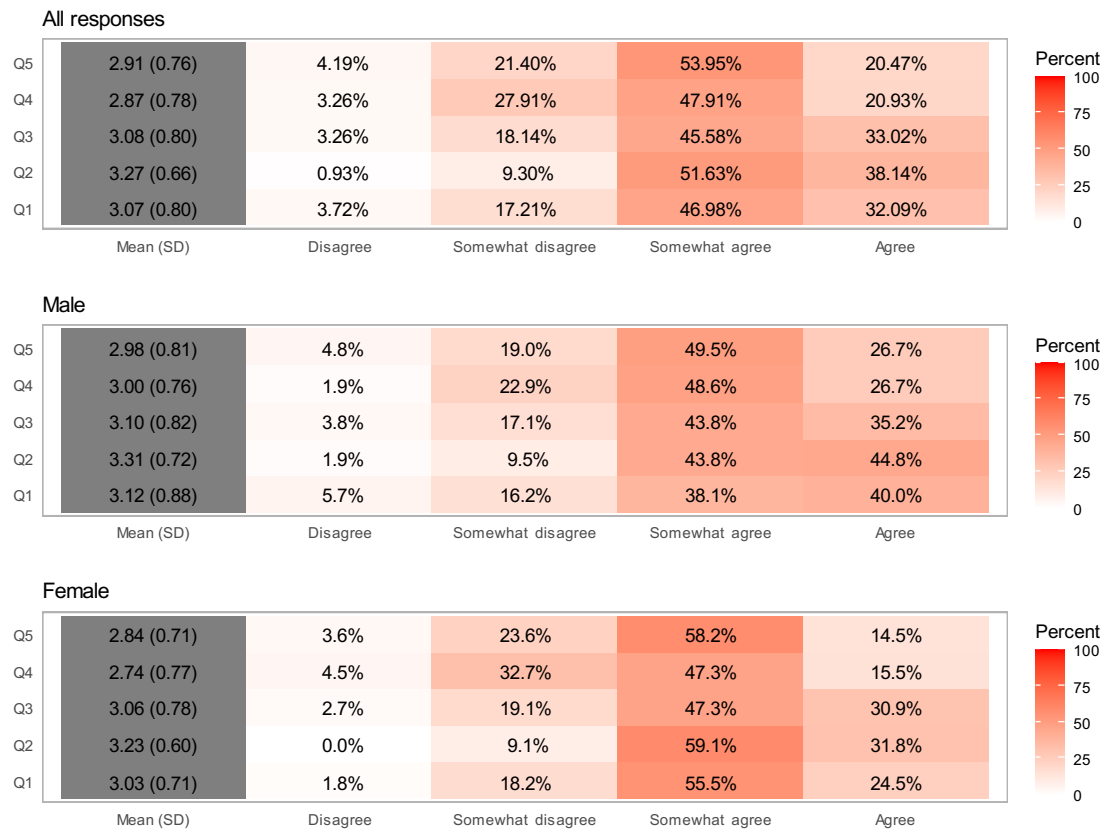 All responses
Q5 2.91 (0.76) 4.19% 21.40% 53.95% 20.47%
Q4 2.87 (0.78) 3.26% 27.91% 47.91% 20.93%
Q3 3.08 (0.80) 3.26% 18.14% 45.58% 33.02%
Q2 3.27 (0.66) 0.93% 9.30% 51.63% 38.14%
Q1 3.07 (0.80) 3.72% 17.21% 46.98% 32.09%
Mean (SD) Disagree Somewhat disagree Somewhat agree Agree
Percent
100
75
50
25
0
Male
Q5 2.98 (0.81) 4.8% 19.0% 49.5% 26.7%
Q4 3.00 (0.76) 1.9% 22.9% 48.6% 26.7%
Q3 3.10 (0.82) 3.8% 17.1% 43.8% 35.2%
Q2 3.31 (0.72) 1.9% 9.5% 43.8% 44.8%
Q1 3.12 (0.88) 5.7% 16.2% 38.1% 40.0%
Mean (SD) Disagree Somewhat disagree Somewhat agree Agree
Percent
100
75
50
25
0
Female
Q5 2.84 (0.71) 3.6% 23.6% 58.2% 14.5%
Q4 2.74 (0.77) 4.5% 32.7% 47.3% 15.5%
Q3 3.06 (0.78) 2.7% 19.1% 47.3% 30.9%
Q2 3.23 (0.60) 0.0% 9.1% 59.1% 31.8%
Q1 3.03 (0.71) 1.8% 18.2% 55.5% 24.5%
Mean (SD) Disagree Somewhat disagree Somewhat agree Agree
Percent
100
75
50
25
0